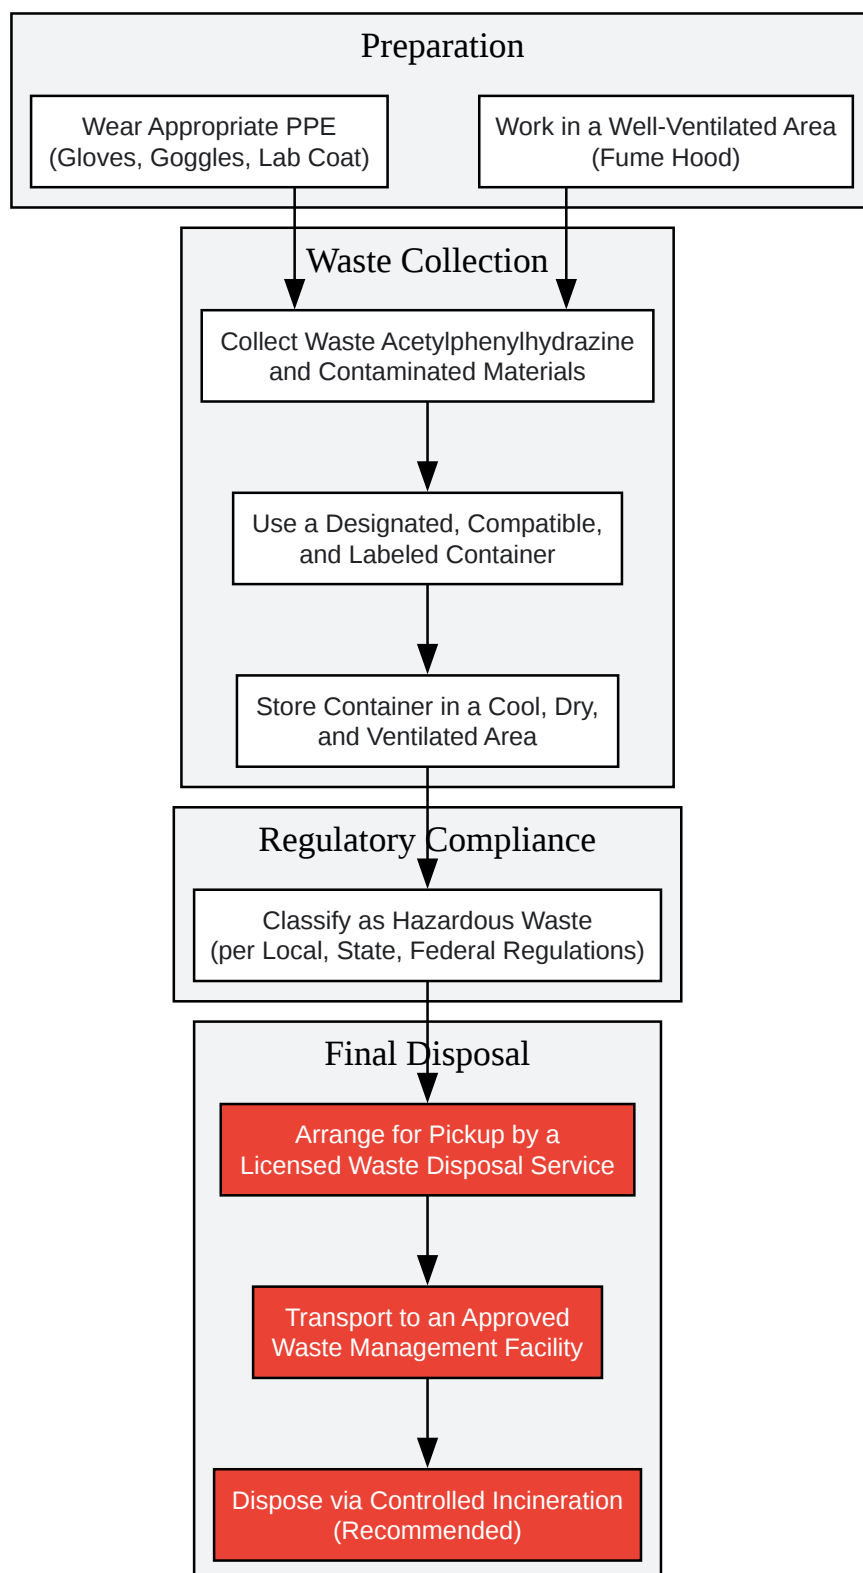 Preparation
Wear Appropriate PPE
(Gloves, Goggles, Lab Coat)
Work in a Well-Ventilated Area
(Fume Hood)
Waste Collection
Collect Waste Acetylphenylhydrazine
and Contaminated Materials
Use a Designated, Compatible,
and Labeled Container
Store Container in a Cool, Dry,
and Ventilated Area
Regulatory Compliance
Classify as Hazardous Waste
(per Local, State, Federal Regulations)
Final Disposal
Arrange for Pickup by a
Licensed Waste Disposal Service
Transport to an Approved
Waste Management Facility
Dispose via Controlled Incineration
(Recommended)